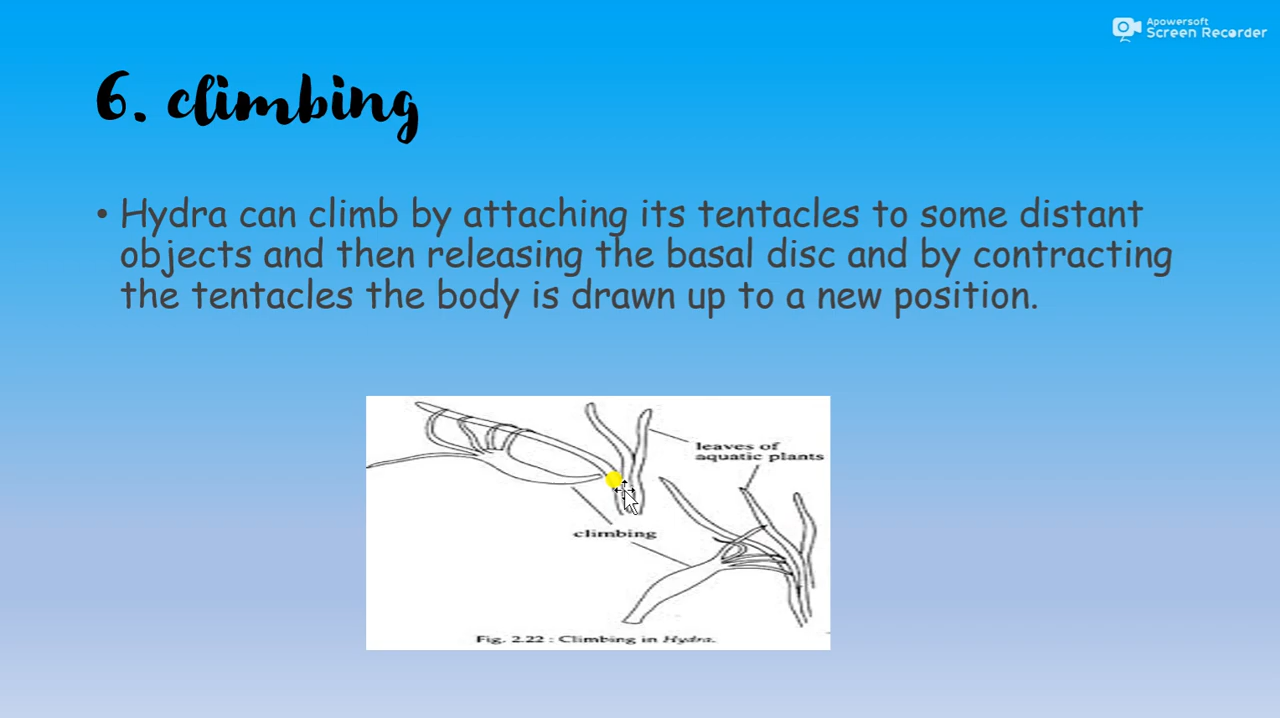 Apowersoft
Screen Recorder
6. climbing
• Hydra can climb by attaching its tentacles to some distant
objects and then releasing the basal disc and by contracting
the tentacles the body is drawn up to a new position.
leaves of
aquatic plants
climbing
Fig. 2.22 : Climbing in Hydra.